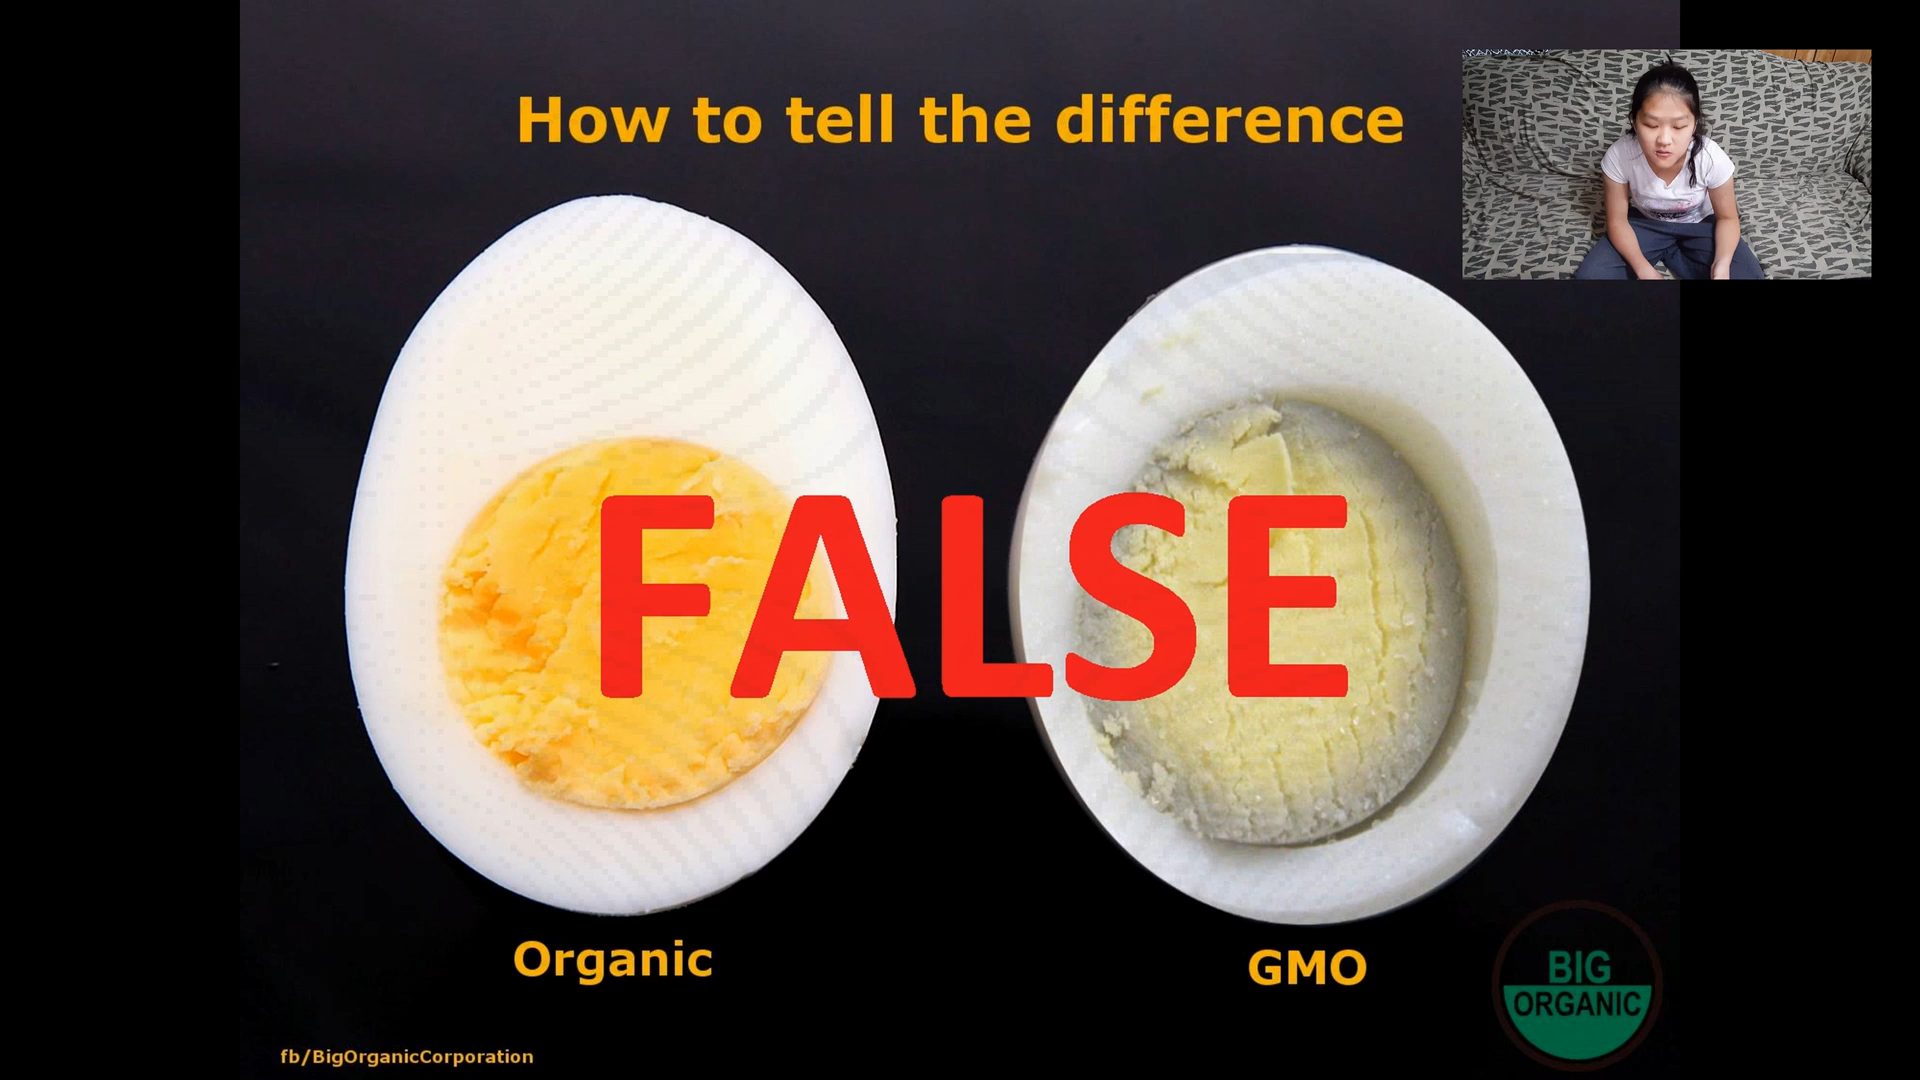 How to tell the difference
FALSE
Organic
GMO
BIG
ORGANIC
fb/BigOrganicCorporation